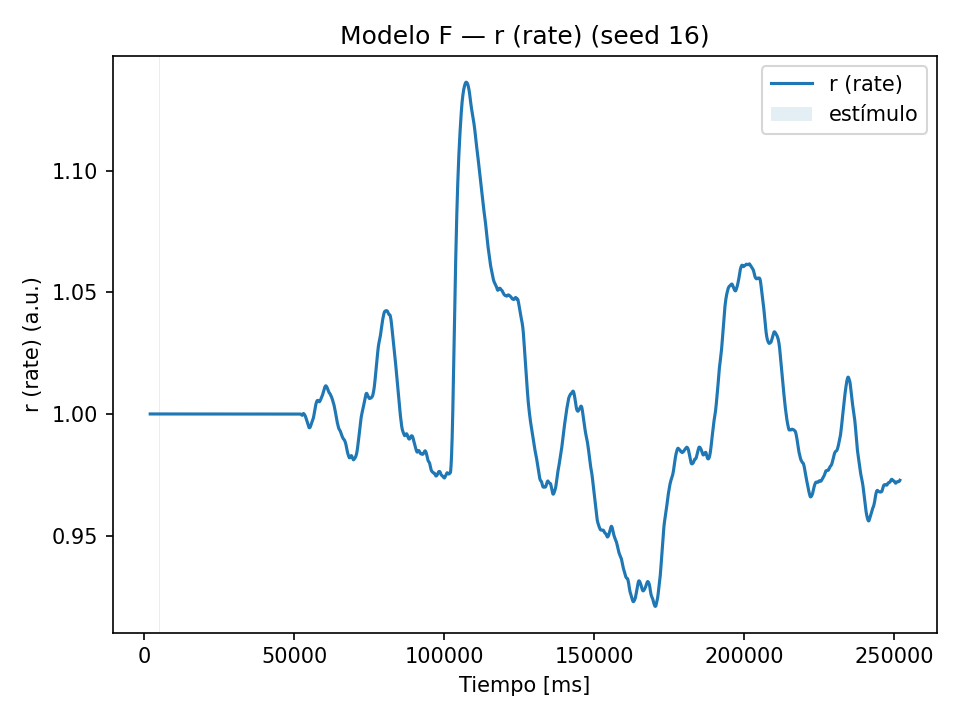 Modelo F — r (rate) (seed 16)
r (rate)
estímulo
r (rate) (a.u.)
1.10
1.05
1.00
0.95
0
50000
100000
150000
200000
250000
Tiempo [ms]